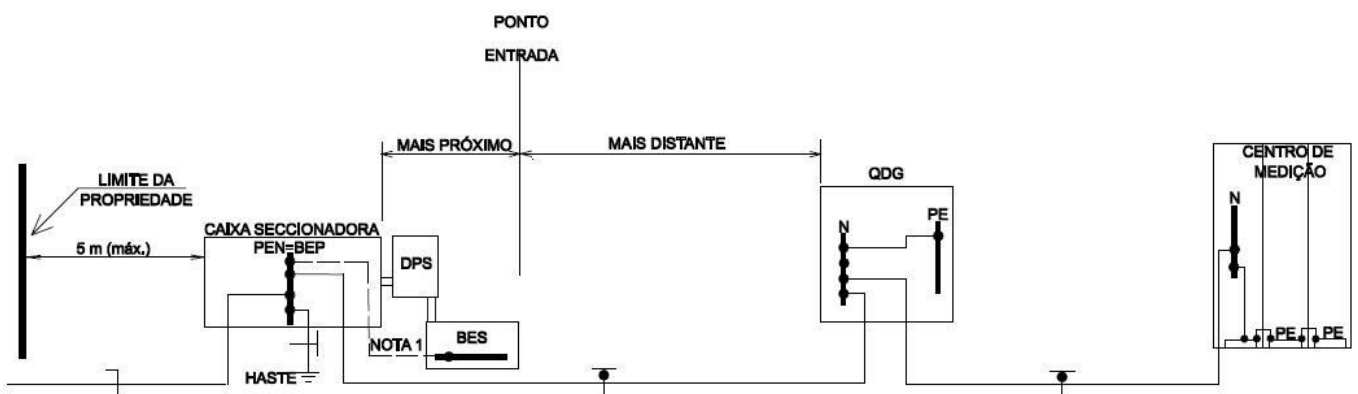 PONTO
ENTRADA
MAIS PRÓXIMO
MAIS DISTANTE
LIMITE DA
PROPRIEDADE
5 m (máx.)
CAIXA SECCIONADORA
PEN=BEP
DPS
BES
NOTA 1
HASTE
QDG
N
PE
CENTRO DE
MEDIÇÃO
N
PE
PE